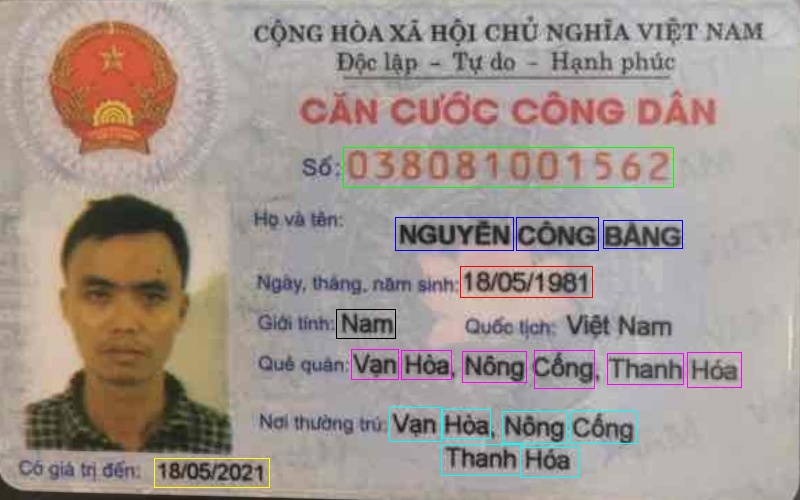 CỘNG HÒA XÃ HỘI CHỦ NGHĨA VIỆT NAM
Độc lập - Tự do - Hạnh phúc
CĂN CƯỚC CÔNG DÂN
Số: 038081001562
Họ và tên: NGUYỄN CÔNG BẰNG
Ngày, tháng, năm sinh: 18/05/1981
Giới tính: Nam Quốc tịch: Việt Nam
Quê quán: Vạn Hòa, Nông Cống, Thanh Hóa
Nơi thường trú: Vạn Hòa, Nông Cống
Thanh Hóa
Có giá trị đến: 18/05/2021